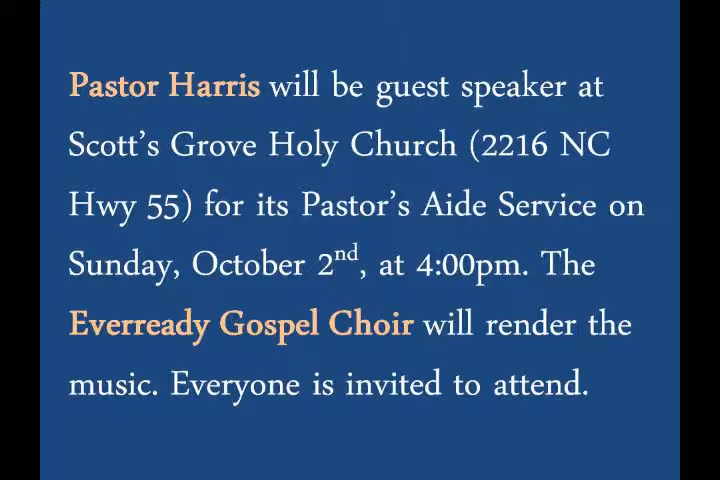 Pastor Harris will be guest speaker at
Scott's Grove Holy Church (2216 NC
Hwy 55) for its Pastor's Aide Service on
Sunday, October 2nd, at 4:00pm. The
Everready Gospel Choir will render the
music. Everyone is invited to attend.